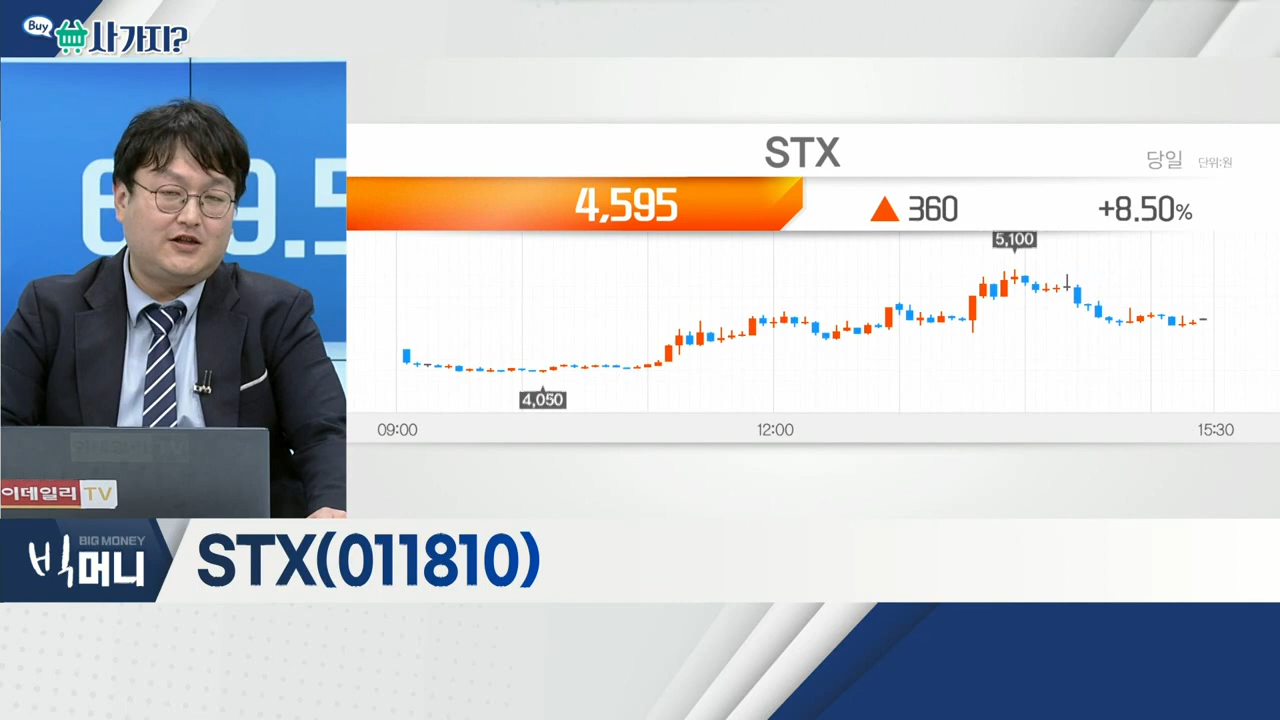 Buy
사가지?
STX
당일 단위:원
4,595
▲ 360
+8.50%
5,100
4,050
09:00
12:00
15:30
이데일리TV
BIG MONEY
빅머니
STX(011810)